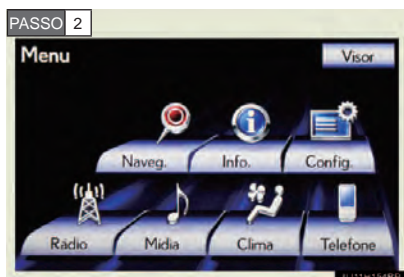 PASSO 2
Menu
Visor
Naveg. Info. Config.
Rádio Mídia Clima Telefone